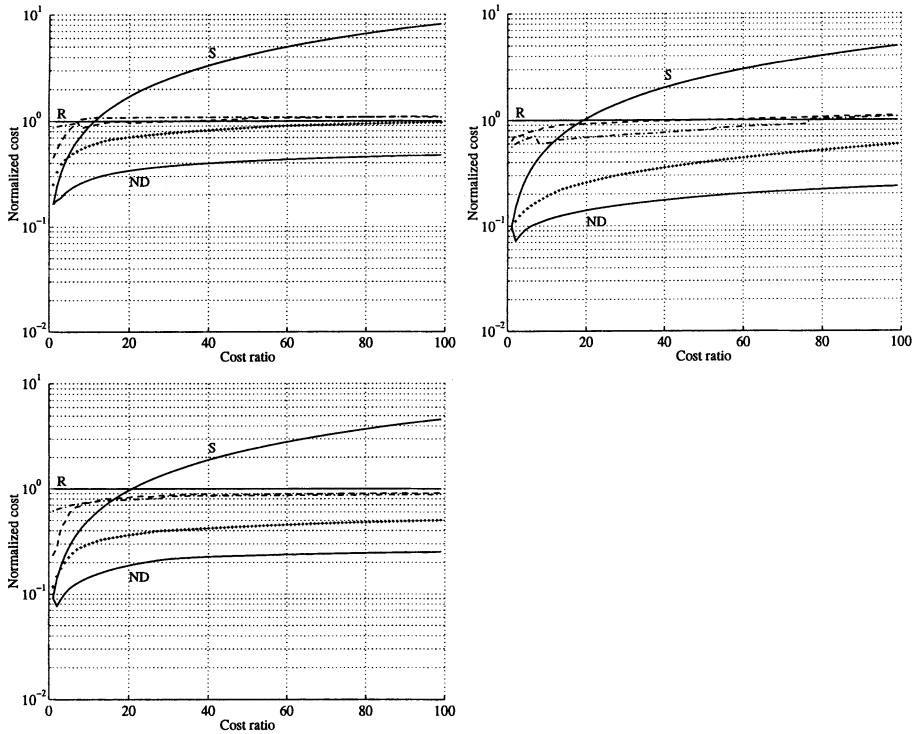 10^1
S
R
10^0
Normalized cost
ND
10^-1
10^-2
0 20 40 60 80 100
Cost ratio
10^1
S
R
10^0
Normalized cost
ND
10^-1
10^-2
0 20 40 60 80 100
Cost ratio
10^1
S
R
10^0
Normalized cost
ND
10^-1
10^-2
0 20 40 60 80 100
Cost ratio